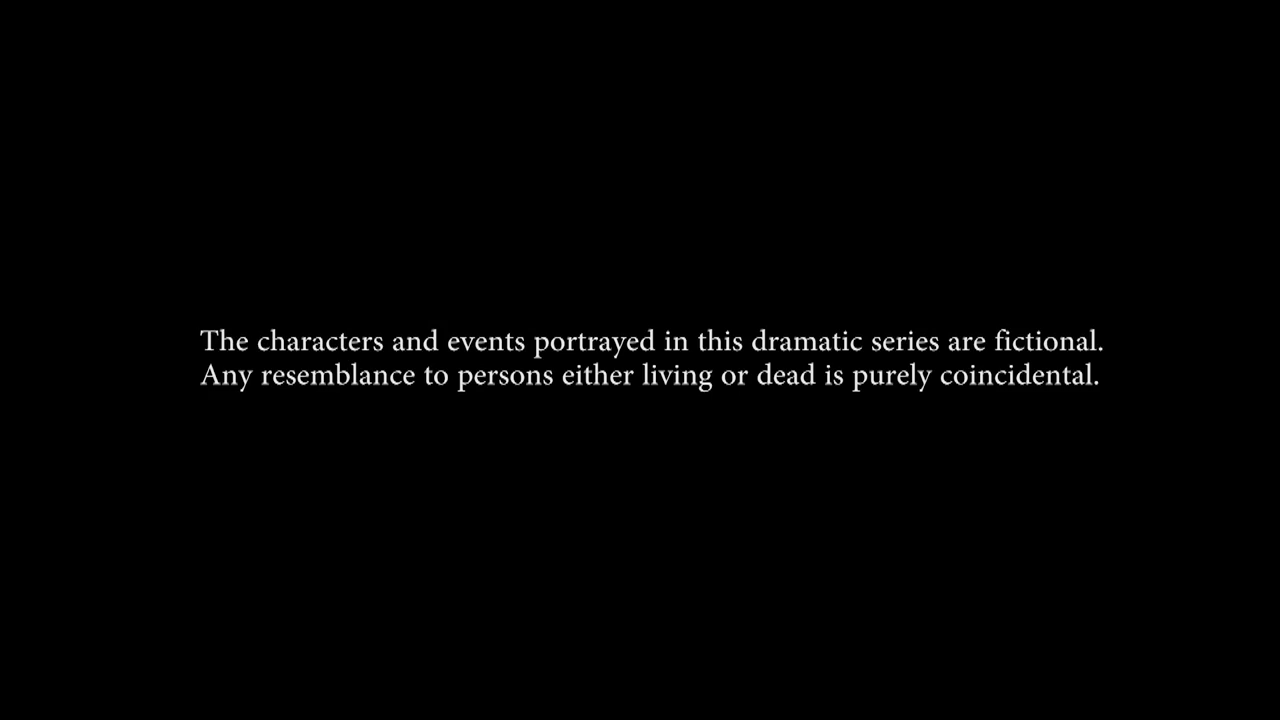 The characters and events portrayed in this dramatic series are fictional.
Any resemblance to persons either living or dead is purely coincidental.